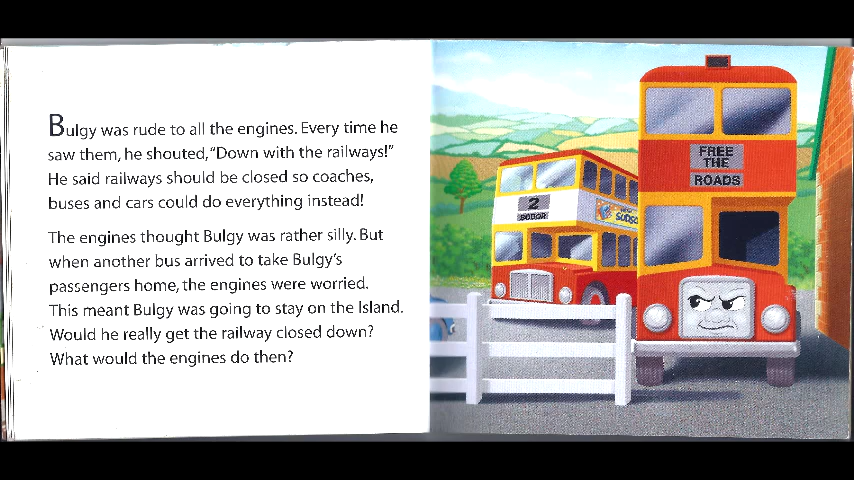 Bulgy was rude to all the engines. Every time he
saw them, he shouted, “Down with the railways!”
He said railways should be closed so coaches,
buses and cars could do everything instead!
The engines thought Bulgy was rather silly. But
when another bus arrived to take Bulgy’s
passengers home, the engines were worried.
This meant Bulgy was going to stay on the Island.
Would he really get the railway closed down?
What would the engines do then?
2
SODOR
FREE
THE
ROADS